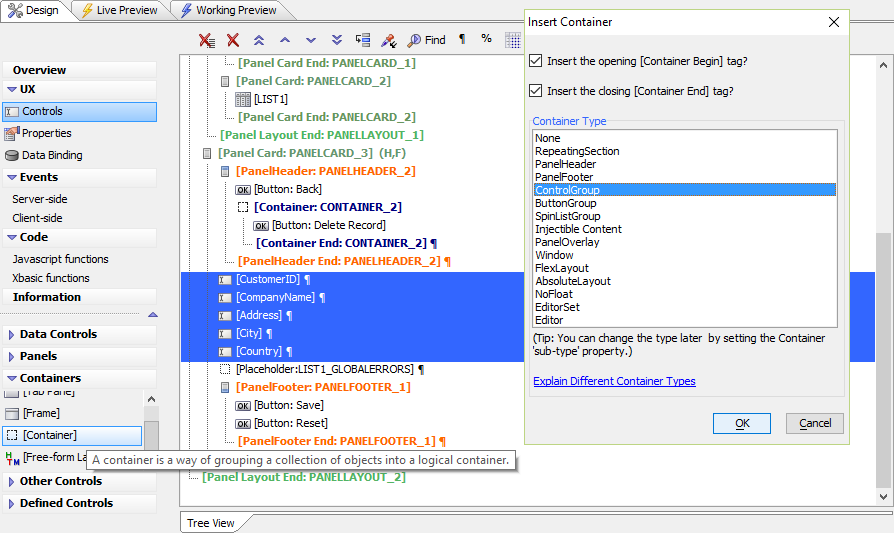 Design
Live Preview
Working Preview
Find
¶
%
Overview
UX
Controls
Properties
Data Binding
Events
Server-side
Client-side
Code
Javascript functions
Xbasic functions
Information
Data Controls
Panels
Containers
[Tab Pane]
[Frame]
[Container]
[Free-form La
Other Controls
Defined Controls
A container is a way of grouping a collection of objects into a logical container.
[Panel Card End: PANELCARD_1]
[Panel Card: PANELCARD_2]
[LIST1]
[Panel Card End: PANELCARD_2]
[Panel Layout End: PANELLAYOUT_1]
[Panel Card: PANELCARD_3] (H,F)
[PanelHeader: PANELHEADER_2]
OK [Button: Back]
[Container: CONTAINER_2]
OK [Button: Delete Record]
[Container End: CONTAINER_2] ¶
[PanelHeader End: PANELHEADER_2] ¶
[CustomerID] ¶
[CompanyName] ¶
[Address] ¶
[City] ¶
[Country] ¶
[Placeholder:LIST1_GLOBALERRORS] ¶
[PanelFooter: PANELFOOTER_1]
OK [Button: Save]
OK [Button: Reset]
[PanelFooter End: PANELFOOTER_1] ¶
[Panel Layout End: PANELLAYOUT_2]
Tree View
Insert Container
Insert the opening [Container Begin] tag?
Insert the closing [Container End] tag?
Container Type
None
RepeatingSection
PanelHeader
PanelFooter
ControlGroup
ButtonGroup
SpinListGroup
Injectible Content
PanelOverlay
Window
FlexLayout
AbsoluteLayout
NoFloat
EditorSet
Editor
(Tip: You can change the type later by setting the Container
'sub-type' property.)
Explain Different Container Types
OK
Cancel